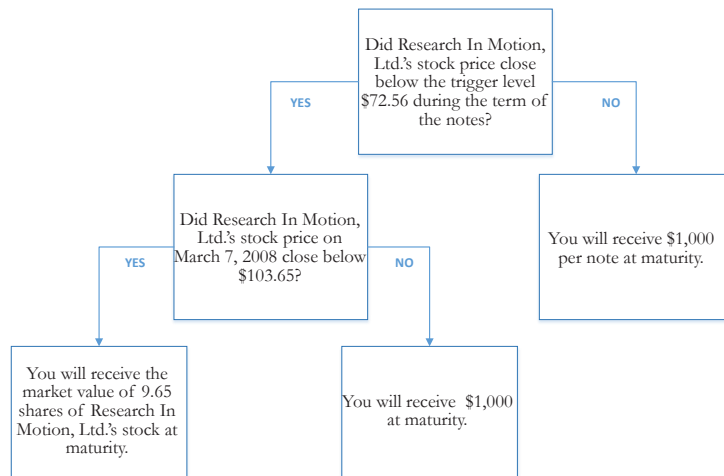 Did Research In Motion,
Ltd.'s stock price close
below the trigger level
$72.56 during the term of
the notes?
YES
NO
Did Research In Motion,
Ltd.'s stock price on
March 7, 2008 close below
$103.65?
You will receive $1,000
per note at maturity.
YES
NO
You will receive the
market value of 9.65
shares of Research In
Motion, Ltd.'s stock at
maturity.
You will receive $1,000
at maturity.